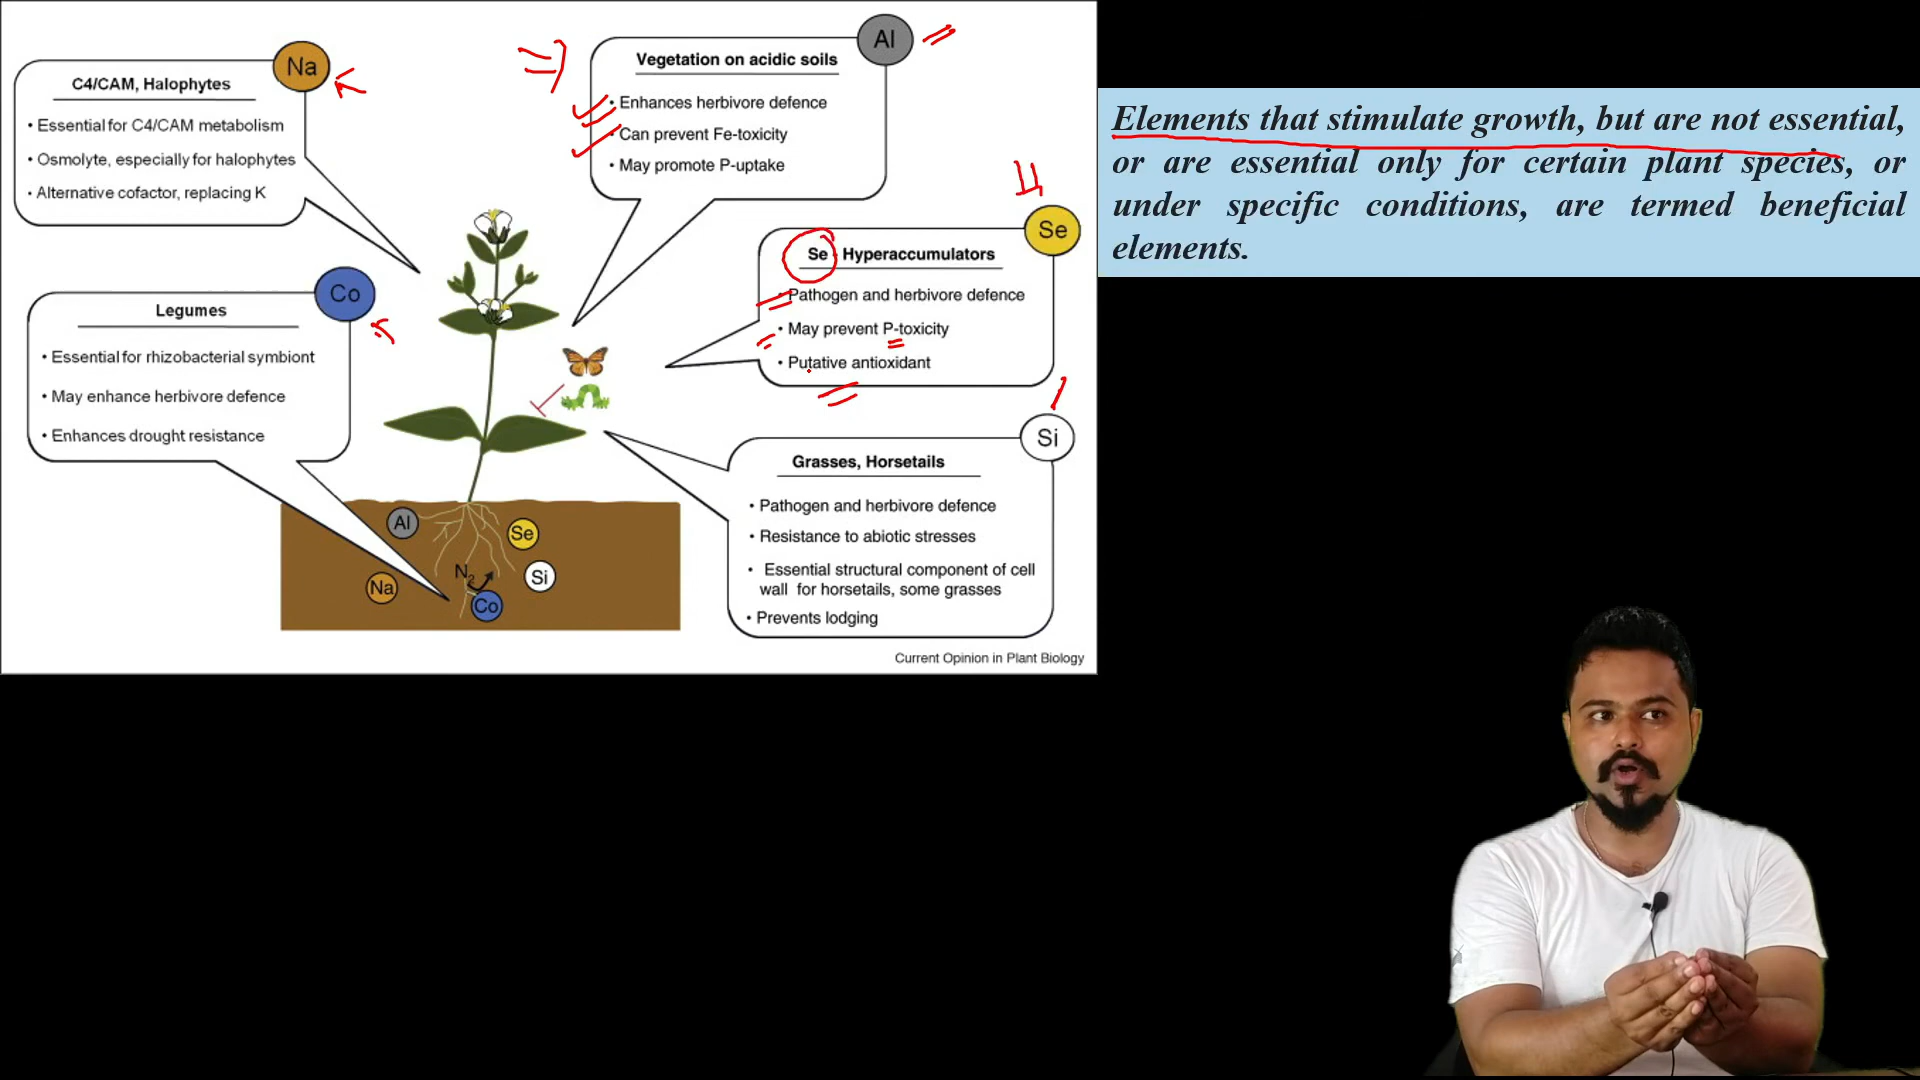 Na
C4/CAM, Halophytes
• Essential for C4/CAM metabolism
• Osmolyte, especially for halophytes
• Alternative cofactor, replacing K
Al
Vegetation on acidic soils
• Enhances herbivore defence
• Can prevent Fe-toxicity
• May promote P-uptake
Elements that stimulate growth, but are not essential,
or are essential only for certain plant species, or
under specific conditions, are termed beneficial
elements.
Se
Se Hyperaccumulators
• Pathogen and herbivore defence
• May prevent P-toxicity
• Putative antioxidant
Co
Legumes
• Essential for rhizobacterial symbiont
• May enhance herbivore defence
• Enhances drought resistance
Si
Grasses, Horsetails
• Pathogen and herbivore defence
• Resistance to abiotic stresses
• Essential structural component of cell
wall for horsetails, some grasses
• Prevents lodging
Al
Se
N2
Si
Na
Co
Current Opinion in Plant Biology